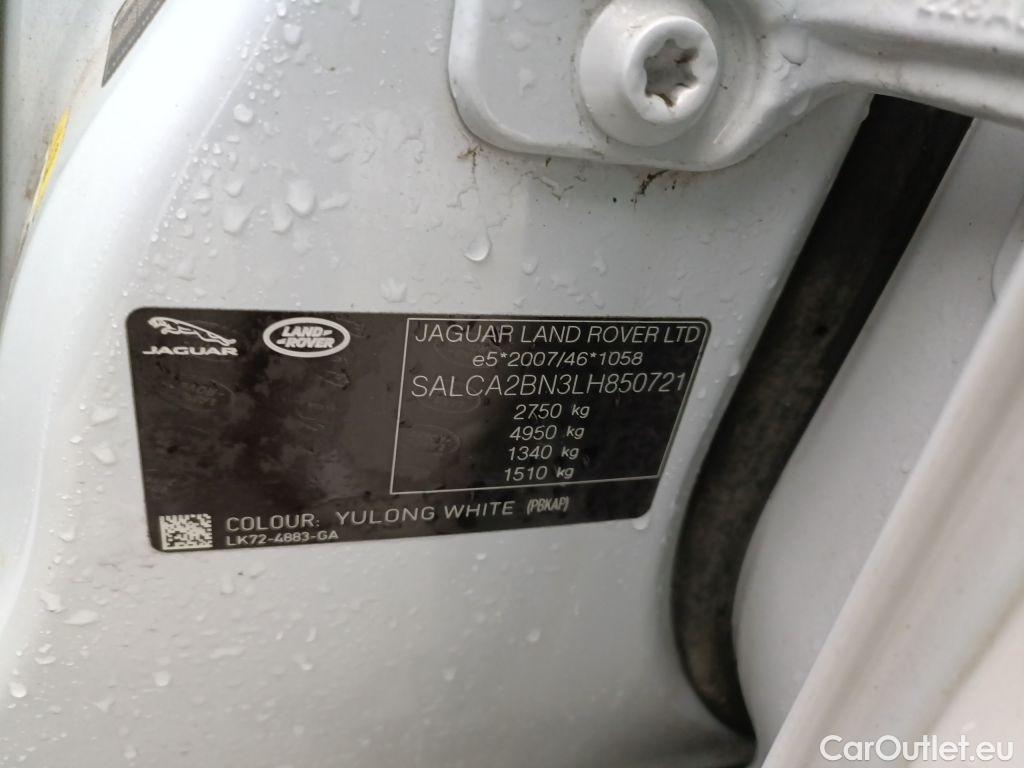 JAGUAR
LAND ROVER
JAGUAR LAND ROVER LTD
e5*2007/46*1058
SALCA2BN3LH850721
2750 kg
4950 kg
1340 kg
1510 kg
COLOUR: YULONG WHITE (PBKAP)
LK72-4883-GA
CarOutlet.eu